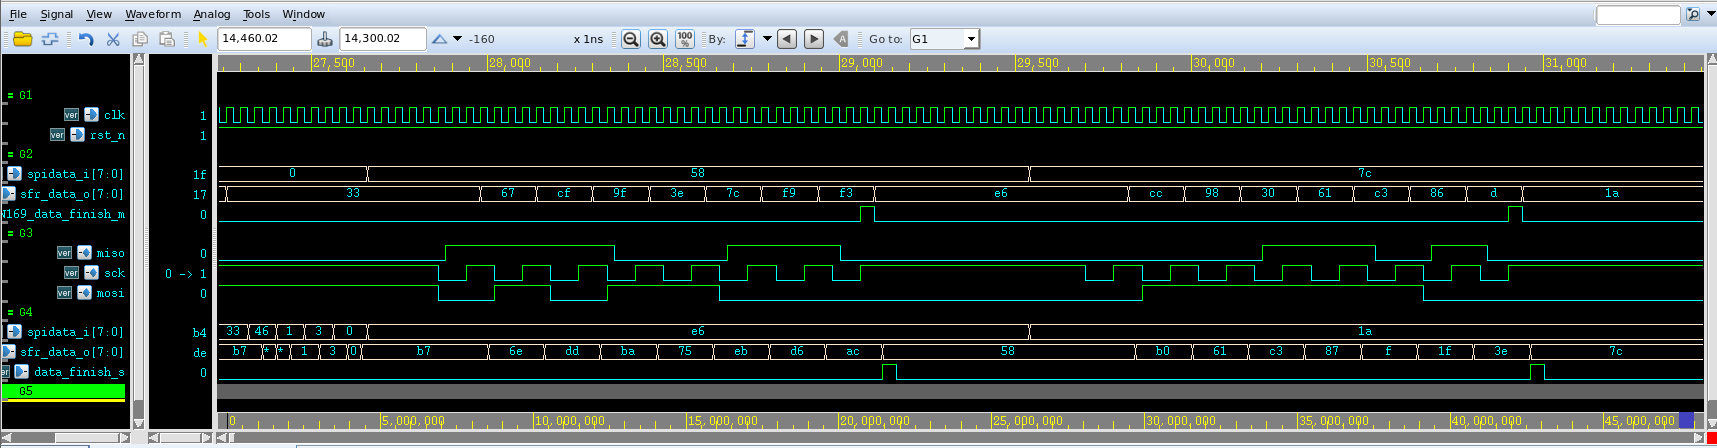 File Signal View Waveform Analog Tools Window
14,460.02 14,300.02 -160 x 1ns 100% By: Go to: G1
27,500 28,000 28,500 29,000 29,500 30,000 30,500 31,000
= G1
ver clk 1
ver rst_n 1
= G2
spidata_i[7:0] 1f 0 58 7c
sfr_data_o[7:0] 17 33 67 cf 9f 3e 7c f9 f3 e6 cc 98 30 61 c3 86 d 1a
N169_data_finish_m 0
= G3
ver miso 0
ver sck 0 -> 1
ver mosi 0
= G4
spidata_i[7:0] b4 33 46 1 3 0 e6 1a
sfr_data_o[7:0] de b7 * * 1 3 0 b7 6e dd ba 75 eb d6 ac 58 b0 61 c3 87 f 1f 3e 7c
er data_finish_s 0
G5
0 5,000,000 10,000,000 15,000,000 20,000,000 25,000,000 30,000,000 35,000,000 40,000,000 45,000,000